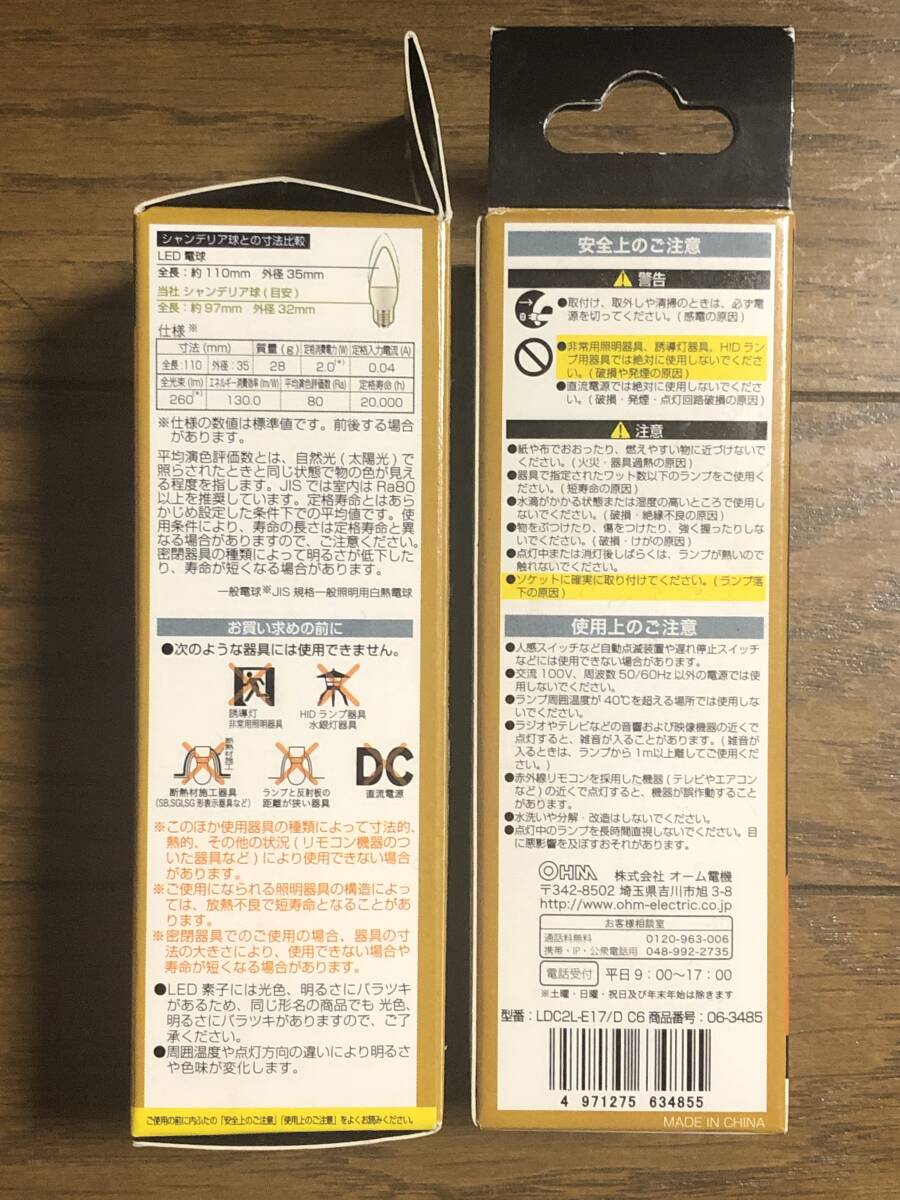 シャンデリア球との寸法比較
LED 電球
全長：約 110mm 外径 35mm
当社 シャンデリア球 (目安)
全長：約 97mm 外径 32mm
仕様※
寸法 (mm) 質量 (g) 定格消費電力 (W) 定格入力電流 (A)
全長:110 外径：35 28 2.0(*) 0.04
全光束 (lm) エネルギー消費効率 (lm/W) 平均演色評価数 (Ra) 定格寿命 (h)
260(*) 130.0 80 20,000
※仕様の数値は標準値です。前後する場合
があります。
平均演色評価数とは、自然光 (太陽光) で
照らされたときと同じ状態で物の色が見え
る程度を指します。JIS では室内は Ra80
以上を推奨しています。定格寿命とはあら
かじめ設定した条件下での平均値です。使
用条件により、寿命の長さは定格寿命と異
なる場合がありますので、ご注意ください。
密閉器具の種類によって明るさが低下した
り、寿命が短くなる場合があります。
一般電球※JIS 規格一般照明用白熱電球
お買い求めの前に
●次のような器具には使用できません。
誘導灯
非常用照明器具
HID ランプ器具
水銀灯器具
断熱材施工
断熱材施工器具
(SB,SGI,SG 形表示器具など)
ランプと反射板の
距離が狭い器具
DC
直流電源
※このほか使用器具の種類によって寸法的、
熱的、その他の状況 (リモコン機器のつ
いた器具など) により使用できない場合
があります。
※ご使用になられる照明器具の構造によっ
ては、放熱不良で短寿命となることがあ
ります。
※密閉器具でのご使用の場合、器具の寸
法の大きさにより、使用できない場合や
寿命が短くなる場合があります。
●LED 素子には光色、明るさにバラツキ
があるため、同じ形名の商品でも 光色、
明るさにバラツキがありますので、ご了
承ください。
●周囲温度や点灯方向の違いにより明るさ
や色味が変化します。
ご使用の前に内ふたの「安全上のご注意」「使用上のご注意」をよくお読みください。
安全上のご注意
警告
●取付け、取外しや清掃のときは、必ず電
源を切ってください。(感電の原因)
●非常用照明器具、誘導灯器具、HID ラン
プ用器具では絶対に使用しないでくださ
い。(破損や発煙の原因)
●直流電源では絶対に使用しないでくださ
い。(破損・発煙・点灯回路破損の原因)
注意
●紙や布でおおったり、燃えやすい物に近づけないで
ください。(火災・器具過熱の原因)
●器具で指定されたワット数以下のランプをご使用く
ださい。(短寿命の原因)
●水滴がかかる状態または湿度の高いところで使用し
ないでください。(破損・絶縁不良の原因)
●物をぶつけたり、傷をつけたり、強く握ったりしな
いでください。(破損・けがの原因)
●点灯中または消灯後しばらくは、ランプが熱いので
触れないでください。
●ソケットに確実に取り付けてください。(ランプ落
下の原因)
使用上のご注意
●人感スイッチなど自動点滅装置や遅れ停止スイッチ
などには使用できない場合があります。
●交流 100V、周波数 50/60Hz 以外の電源では使
用しないでください。
●ランプ周囲温度が 40℃を超える場所では使用しな
いでください。
●ラジオやテレビなどの音響および映像機器の近くで
点灯すると、雑音が入ることがあります。(雑音が
入るときは、ランプから 1m以上離してご使用くだ
さい。)
●赤外線リモコンを採用した機器 (テレビやエアコン
など) の近くで点灯すると、機器が誤作動すること
があります。
●水洗いや分解・改造はしないでください。
●点灯中のランプを長時間直視しないでください。目
に悪影響を及ぼすおそれがあります。
OHM 株式会社 オーム電機
〒342-8502 埼玉県吉川市旭 3-8
http://www.ohm-electric.co.jp
お客様相談室
通話料無料 0120-963-006
携帯・IP・公衆電話用 048-992-2735
電話受付 平日 9：00〜17：00
※土曜・日曜・祝日及び年末年始は除きます
型番：LDC2L-E17/D C6 商品番号：06-3485
4 971275 634855
MADE IN CHINA